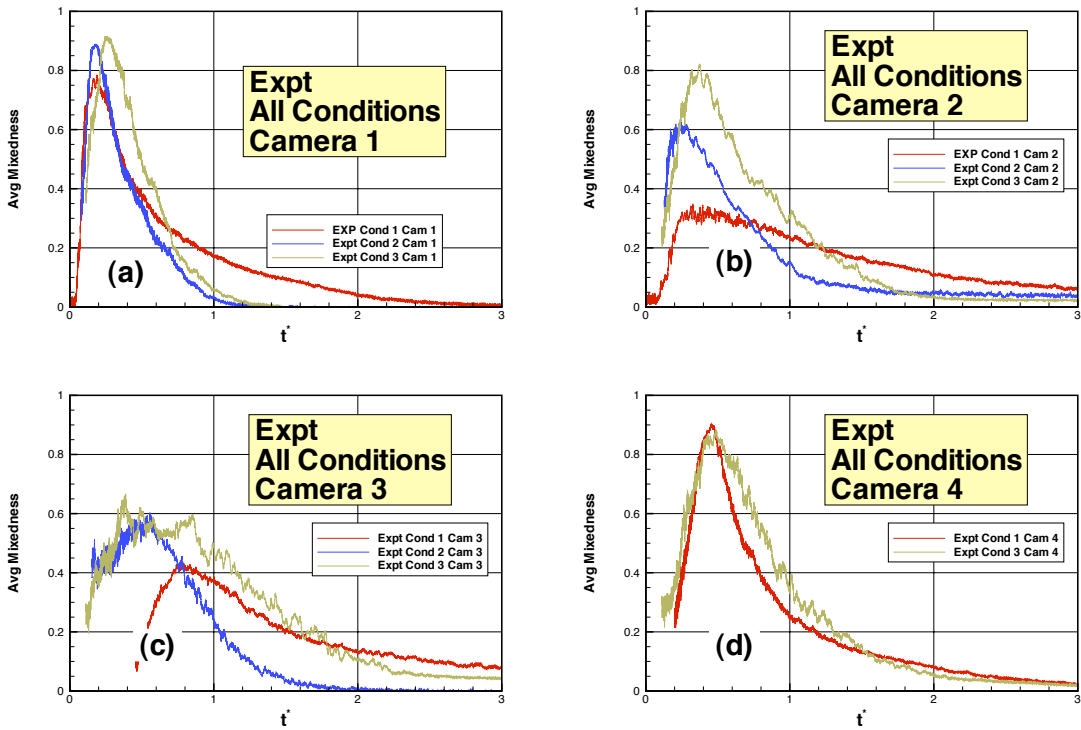 1
0.8
0.6
0.4
0.2
0
0
1
2
3
Avg Mixedness
t*
Expt
All Conditions
Camera 1
EXP Cond 1 Cam 1
Expt Cond 2 Cam 1
Expt Cond 3 Cam 1
(a)
1
0.8
0.6
0.4
0.2
0
0
1
2
3
Avg Mixedness
t*
Expt
All Conditions
Camera 2
EXP Cond 1 Cam 2
Expt Cond 2 Cam 2
Expt Cond 3 Cam 2
(b)
1
0.8
0.6
0.4
0.2
0
0
1
2
3
Avg Mixedness
t*
Expt
All Conditions
Camera 3
Expt Cond 1 Cam 3
Expt Cond 2 Cam 3
Expt Cond 3 Cam 3
(c)
1
0.8
0.6
0.4
0.2
0
0
1
2
3
Avg Mixedness
t*
Expt
All Conditions
Camera 4
Expt Cond 1 Cam 4
Expt Cond 3 Cam 4
(d)